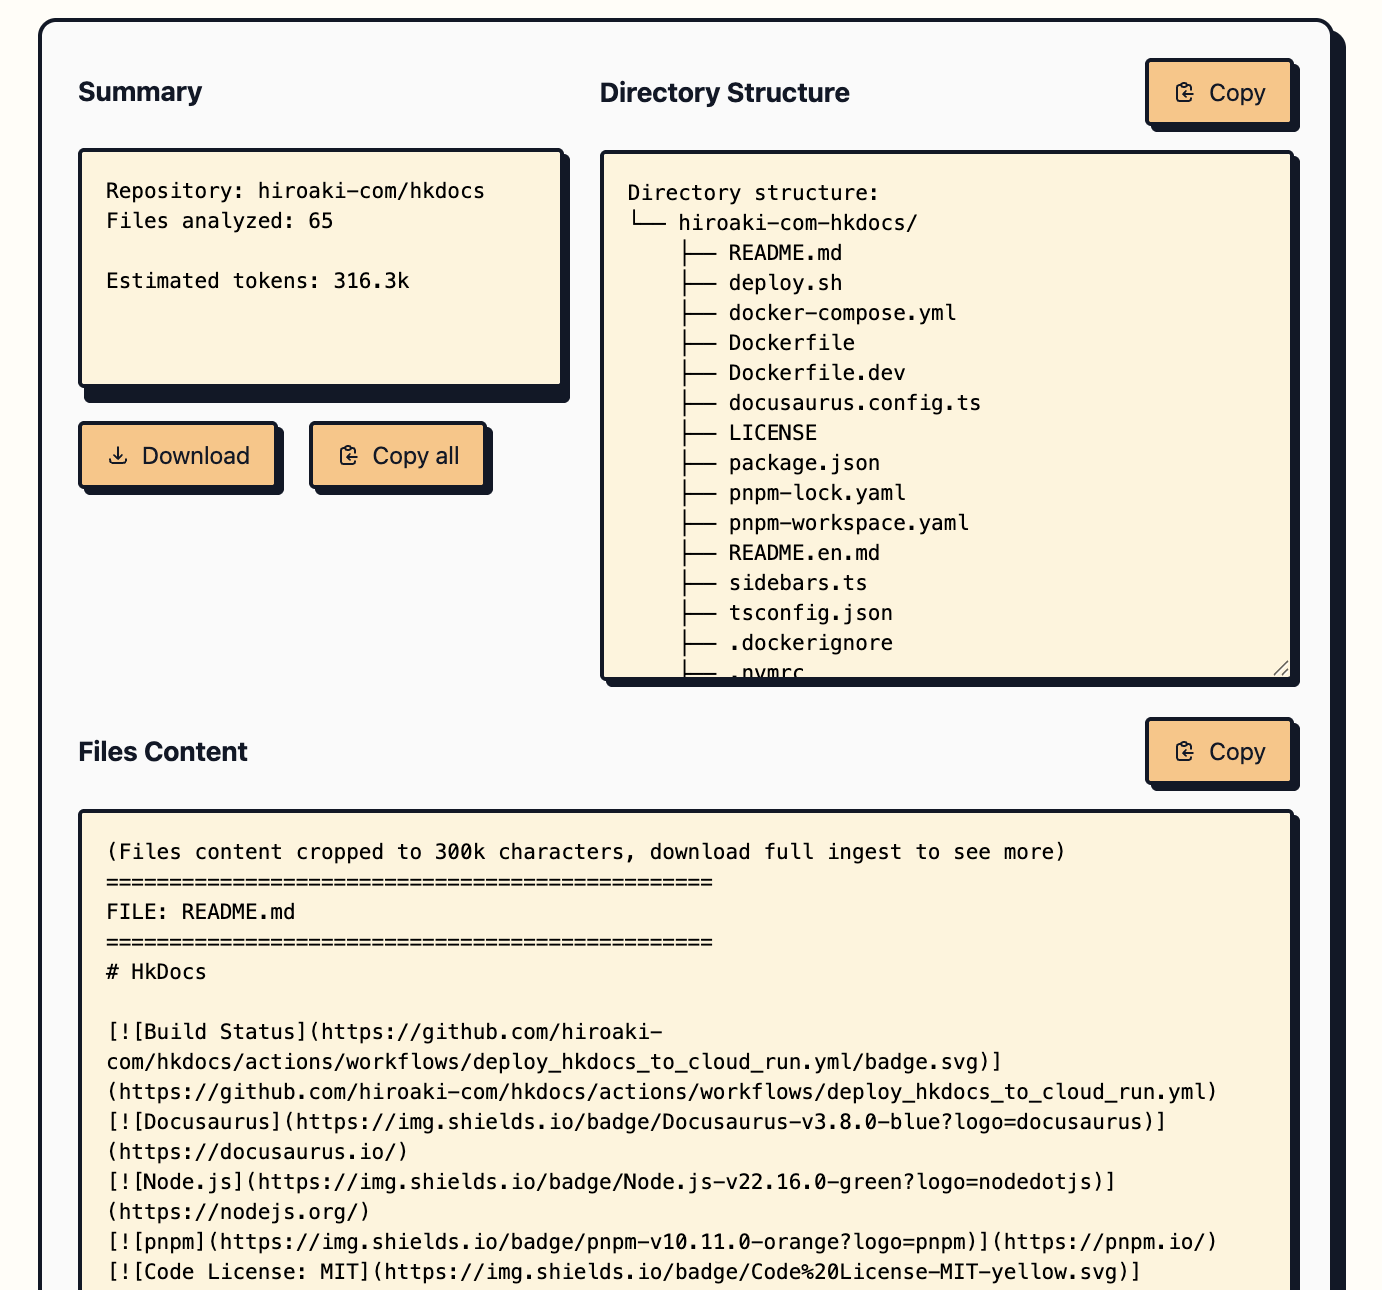 Summary
Repository: hiroaki-com/hkdocs
Files analyzed: 65
Estimated tokens: 316.3k
Download
Copy all
Directory Structure
Copy
Directory structure:
└── hiroaki-com-hkdocs/
    ├── README.md
    ├── deploy.sh
    ├── docker-compose.yml
    ├── Dockerfile
    ├── Dockerfile.dev
    ├── docusaurus.config.ts
    ├── LICENSE
    ├── package.json
    ├── pnpm-lock.yaml
    ├── pnpm-workspace.yaml
    ├── README.en.md
    ├── sidebars.ts
    ├── tsconfig.json
    ├── .dockerignore
    ├── .nvmrc
Files Content
Copy
(Files content cropped to 300k characters, download full ingest to see more)
================================================
FILE: README.md
================================================
# HkDocs
[![Build Status](https://github.com/hiroaki-
com/hkdocs/actions/workflows/deploy_hkdocs_to_cloud_run.yml/badge.svg)]
(https://github.com/hiroaki-com/hkdocs/actions/workflows/deploy_hkdocs_to_cloud_run.yml)
[![Docusaurus](https://img.shields.io/badge/Docusaurus-v3.8.0-blue?logo=docusaurus)]
(https://docusaurus.io/)
[![Node.js](https://img.shields.io/badge/Node.js-v22.16.0-green?logo=nodedotjs)]
(https://nodejs.org/)
[![pnpm](https://img.shields.io/badge/pnpm-v10.11.0-orange?logo=pnpm)](https://pnpm.io/)
[![Code License: MIT](https://img.shields.io/badge/Code%20License-MIT-yellow.svg)]